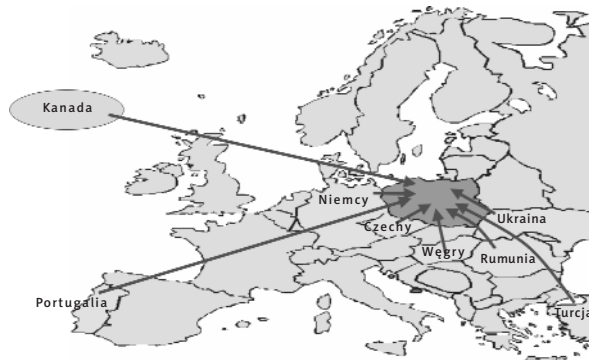 Kanada
Niemcy
Czechy
Ukraina
Węgry
Rumunia
Portugalia
Turcja